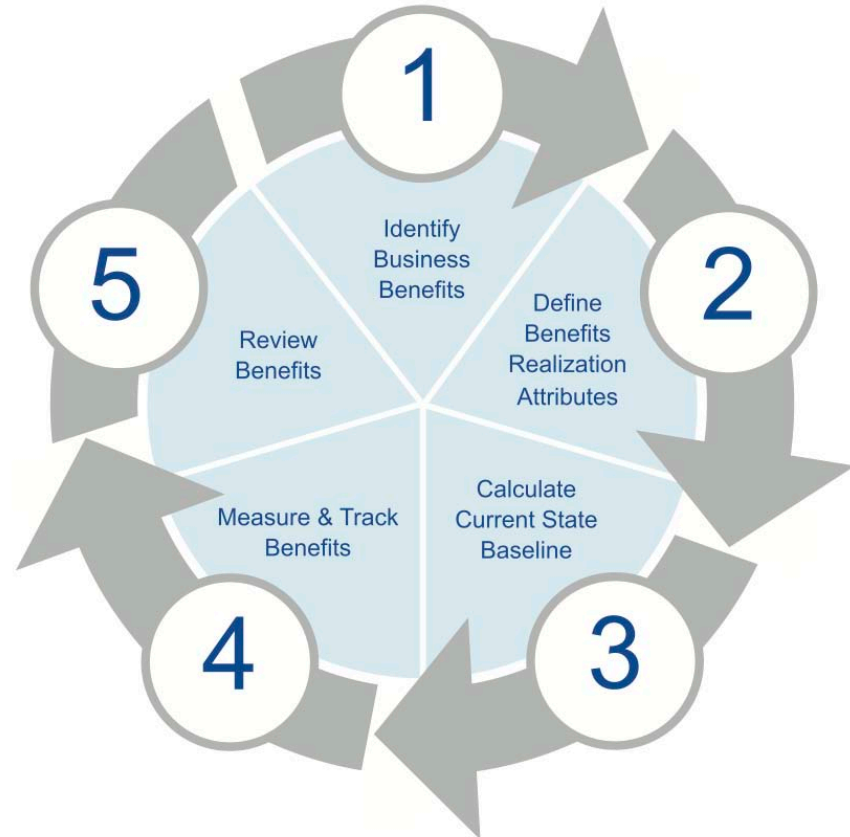 1
Identify
Business
Benefits
2
Define
Benefits
Realization
Attributes
3
Calculate
Current State
Baseline
4
Measure & Track
Benefits
5
Review
Benefits